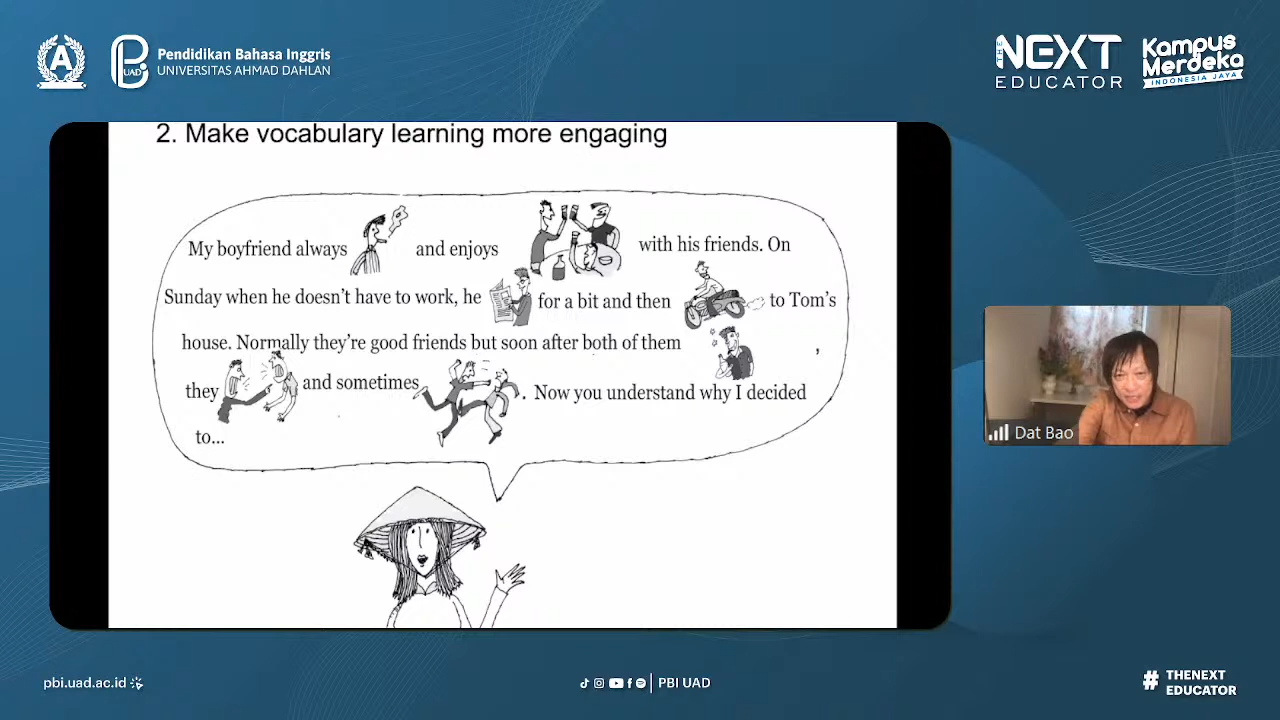 A
Pendidikan Bahasa Inggris
UNIVERSITAS AHMAD DAHLAN
UAD
THE NEXT
EDUCATOR
Kampus
Merdeka
INDONESIA JAYA
2. Make vocabulary learning more engaging
My boyfriend always and enjoys with his friends. On
Sunday when he doesn't have to work, he for a bit and then to Tom's
house. Normally they're good friends but soon after both of them ,
they and sometimes . Now you understand why I decided
to...
Dat Bao
pbi.uad.ac.id
PBI UAD
# THENEXT
EDUCATOR